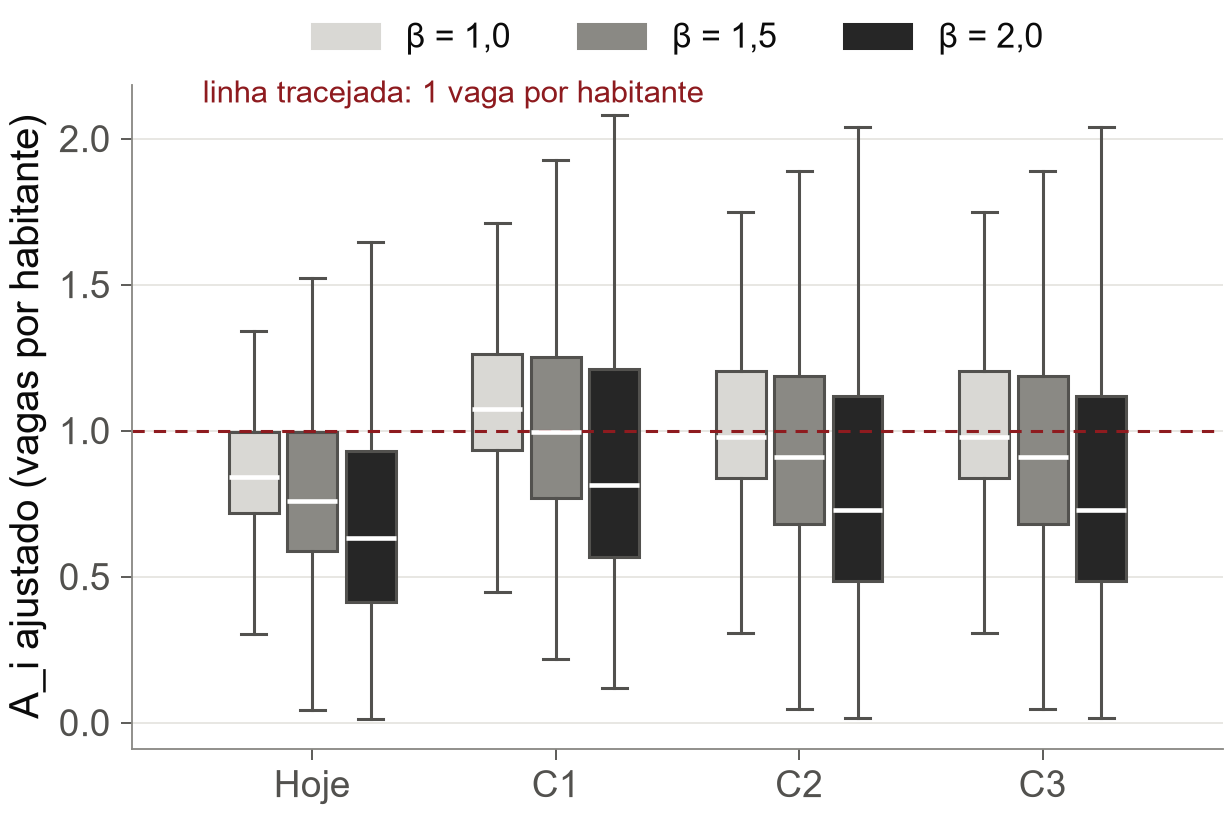 β = 1,0 β = 1,5 β = 2,0
linha tracejada: 1 vaga por habitante
A_i ajustado (vagas por habitante)
2.0
1.5
1.0
0.5
0.0
Hoje C1 C2 C3